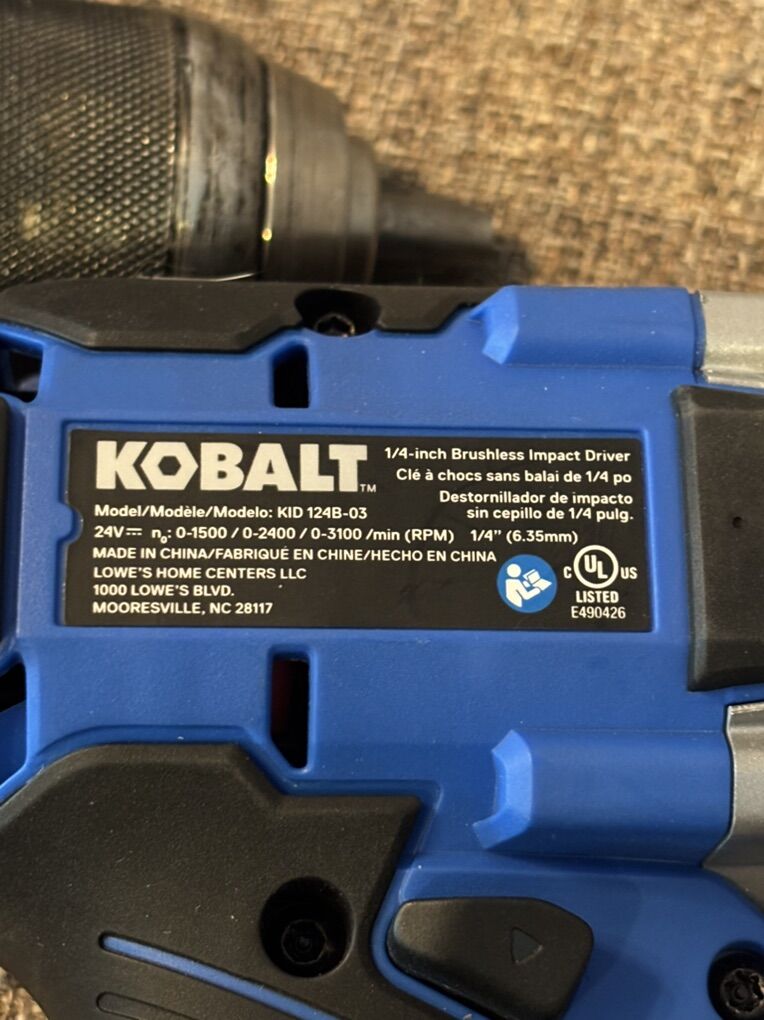 KOBALT™
1/4-inch Brushless Impact Driver
Clé à chocs sans balai de 1/4 po
Destornillador de impacto
sin cepillo de 1/4 pulg.
Model/Modèle/Modelo: KID 124B-03
24V⎓ n₀: 0-1500 / 0-2400 / 0-3100 /min (RPM) 1/4” (6.35mm)
MADE IN CHINA/FABRIQUÉ EN CHINE/HECHO EN CHINA
LOWE'S HOME CENTERS LLC
1000 LOWE'S BLVD.
MOORESVILLE, NC 28117
C UL US
LISTED
E490426